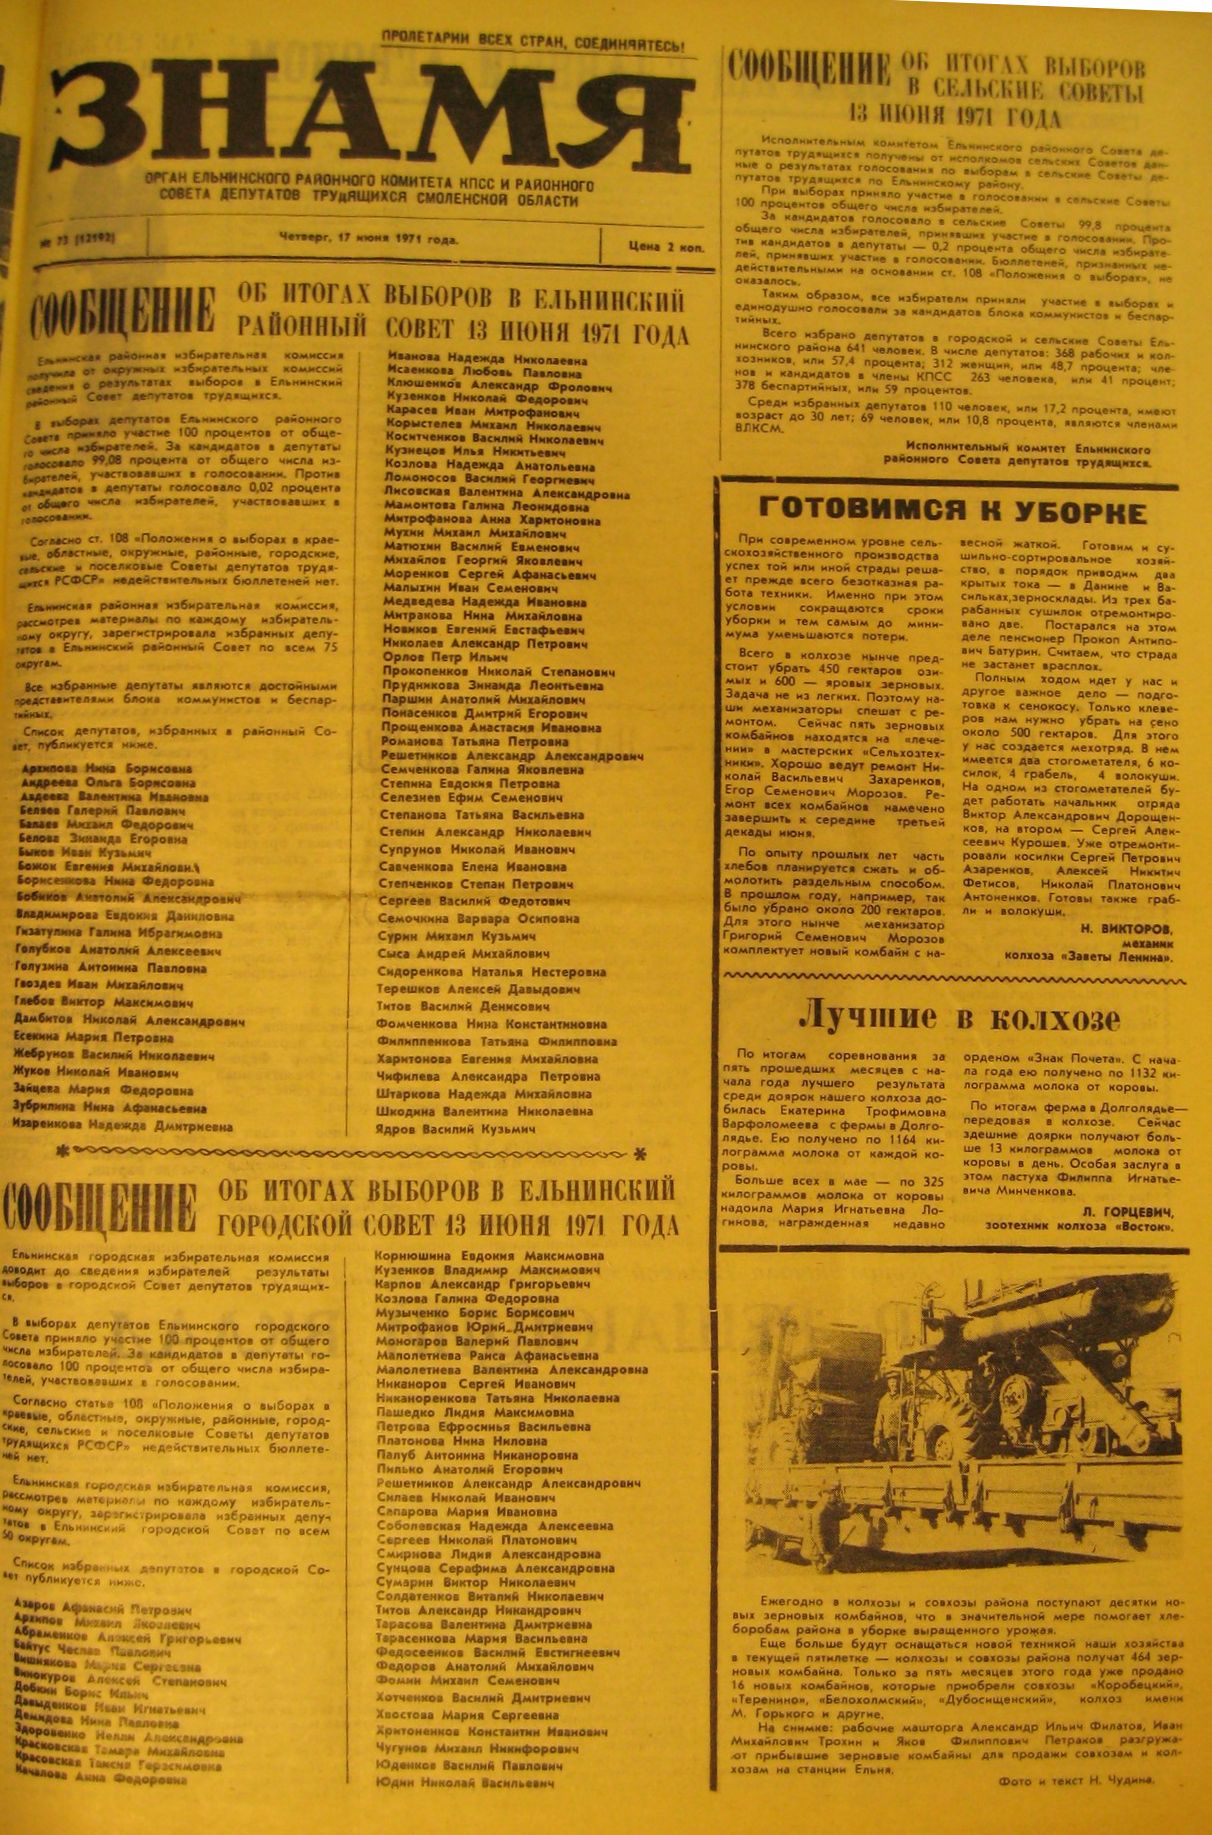 ПРОЛЕТАРИИ ВСЕХ СТРАН, СОЕДИНЯЙТЕСЬ!
ЗНАМЯ
ОРГАН ЕЛЬНИНСКОГО РАЙОННОГО КОМИТЕТА КПСС И РАЙОННОГО
СОВЕТА ДЕПУТАТОВ ТРУДЯЩИХСЯ СМОЛЕНСКОЙ ОБЛАСТИ
№ 73 (12192)
Четверг, 17 июня 1971 года.
Цена 2 коп.
СООБЩЕНИЕ ОБ ИТОГАХ ВЫБОРОВ В ЕЛЬНИНСКИЙ
РАЙОННЫЙ СОВЕТ 13 ИЮНЯ 1971 ГОДА
Ельнинская районная избирательная комиссия
получила от окружных избирательных комиссий
сведения о результатах выборов в Ельнинский
районный Совет депутатов трудящихся.
В выборах депутатов Ельнинского районного
Совета приняло участие 100 процентов от обще-
го числа избирателей. За кандидатов в депутаты
голосовало 99,08 процента от общего числа из-
бирателей, участвовавших в голосовании. Против
кандидатов в депутаты голосовало 0,02 процента
от общего числа избирателей, участвовавших в
голосовании.
Согласно ст. 108 «Положения о выборах в крае-
вые, областные, окружные, районные, городские,
сельские и поселковые Советы депутатов трудя-
щихся РСФСР» недействительных бюллетеней нет.
Ельнинская районная избирательная комиссия,
рассмотрев материалы по каждому избиратель-
ному округу, зарегистрировала избранных депу-
татов в Ельнинский районный Совет по всем 75
округам.
Все избранные депутаты являются достойными
представителями блока коммунистов и беспар-
тийных.
Список депутатов, избранных в районный Со-
вет, публикуется ниже.
Архипова Нина Борисовна
Андреева Ольга Борисовна
Авдеева Валентина Ивановна
Беляев Галерий Павлович
Балаев Михаил Федорович
Белова Зинаида Егоровна
Быков Иван Кузьмич
Божок Евгения Михайловн
Борисенкова Нина Федоровна
Бобиков Анатолий Александрович
Владимирова Евдокия Даниловна
Гизатулина Галина Ибрагимовна
Голубков Анатолий Алексеевич
Голузина Антонина Павловна
Гвоздев Иван Михайлович
Глебов Виктор Максимович
Дамбитов Николай Александрович
Есекина Мария Петровна
Жебрунов Василий Николаевич
Жуков Николай Иванович
Зайцева Мария Федоровна
Зубрилина Нина Афанасьевна
Изаренкова Надежда Дмитриевна
Иванова Надежда Николаевна
Исаенкова Любовь Павловна
Клюшенков Александр Фролович
Кузенков Николай Федорович
Карасев Иван Митрофанович
Корыстелев Михаил Николаевич
Коситченков Василий Николаевич
Кузнецов Илья Никитьевич
Козлова Надежда Анатольевна
Ломоносов Василий Георгиевич
Лисовская Валентина Александровна
Мамонтова Галина Леонидовна
Митрофанова Анна Харитоновна
Мухин Михаил Михайлович
Матюхин Василий Евменович
Михайлов Георгий Яковлевич
Моренков Сергей Афанасьевич
Малыхин Иван Семенович
Медведева Надежда Ивановна
Митракова Нина Михайловна
Новиков Евгений Евстафьевич
Николаев Александр Петрович
Орлов Петр Ильич
Прокопенков Николай Степанович
Прудникова Зинаида Леонтьевна
Паршин Анатолий Михайлович
Понасенков Дмитрий Егорович
Прощенкова Анастасия Ивановна
Романова Татьяна Петровна
Решетников Александр Александрович
Семченкова Галина Яковлевна
Степина Евдокия Петровна
Селезнев Ефим Семенович
Степанова Татьяна Васильевна
Степин Александр Николаевич
Супрунов Николай Иванович
Савченкова Елена Ивановна
Степченков Степан Петрович
Сергеев Василий Федотович
Семочкина Варвара Осиповна
Сурин Михаил Кузьмич
Сыса Андрей Михайлович
Сидоренкова Наталья Нестеровна
Терешков Алексей Давыдович
Титов Василий Денисович
Фомченкова Нина Константиновна
Филиппенкова Татьяна Филипповна
Харитонова Евгения Михайловна
Чифилева Александра Петровна
Штаркова Надежда Михайловна
Шкодина Валентина Николаевна
Ядров Василий Кузьмич
СООБЩЕНИЕ ОБ ИТОГАХ ВЫБОРОВ В ЕЛЬНИНСКИЙ
ГОРОДСКОЙ СОВЕТ 13 ИЮНЯ 1971 ГОДА
Ельнинская городская избирательная комиссия
доводит до сведения избирателей результаты
выборов в городской Совет депутатов трудящих-
ся.
В выборах депутатов Ельнинского городского
Совета приняло участие 100 процентов от общего
числа избирателей. За кандидатов в депутаты го-
лосовало 100 процентов от общего числа избира-
телей, участвовавших в голосовании.
Согласно статье 108 «Положения о выборах в
краевые, областные, окружные, районные, город-
ские, сельские и поселковые Советы депутатов
трудящихся РСФСР» недействительных бюллете-
ней нет.
Ельнинская городская избирательная комиссия,
рассмотрев материалы по каждому избиратель-
ному округу, зарегистрировала избранных депу-
татов в Ельнинский городской Совет по всем
50 округам.
Список избранных депутатов в городской Со-
вет публикуется ниже.
Азаров Афанасий Петрович
Архипов Михаил Яковлевич
Абраменков Алексей Григорьевич
Байтус Чеслав Павлович
Вишнякова Мария Сергеевна
Винокуров Алексей Степанович
Добкин Борис Ильич
Давыденков Иван Игнатьевич
Демидова Нина Павловна
Здоровенко Нелли Александровна
Красковская Тамара Михайловна
Красовская Таисия Герасимовна
Качалова Анна Федоровна
Корнюшина Евдокия Максимовна
Кузенков Владимир Максимович
Карпов Александр Григорьевич
Козлова Галина Федоровна
Музыченко Борис Борисович
Митрофанов Юрий Дмитриевич
Моногаров Валерий Павлович
Малолетнева Раиса Афанасьевна
Малолетнева Валентина Александровна
Никаноров Сергей Иванович
Никаноренкова Татьяна Николаевна
Пашедко Лидия Максимовна
Петрова Ефросинья Васильевна
Платонова Нина Ниловна
Палуб Антонина Никаноровна
Пилько Анатолий Егорович
Решетников Александр Александрович
Силаев Николай Иванович
Сапарова Мария Ивановна
Соболевская Надежда Алексеевна
Сергеев Николай Платонович
Смирнова Лидия Александровна
Сунцова Серафима Александровна
Сумарин Виктор Николаевич
Солдатенков Виталий Николаевич
Титов Александр Никандрович
Тарасова Валентина Дмитриевна
Тарасенкова Мария Васильевна
Федосеенков Василий Евстигнеевич
Федоров Анатолий Михайлович
Фомин Михаил Семенович
Хотченков Василий Дмитриевич
Хвостова Мария Сергеевна
Хритоненков Константин Иванович
Чугунов Михаил Никифорович
Юденков Василий Павлович
Юдин Николай Васильевич
СООБЩЕНИЕ ОБ ИТОГАХ ВЫБОРОВ
В СЕЛЬСКИЕ СОВЕТЫ
13 ИЮНЯ 1971 ГОДА
Исполнительным комитетом Ельнинского районного Совета де-
путатов трудящихся получены от исполкомов сельских Советов дан-
ные о результатах голосования по выборам в сельские Советы де-
путатов трудящихся по Ельнинскому району.
При выборах приняло участие в голосовании в сельские Советы
100 процентов общего числа избирателей.
За кандидатов голосовало в сельские Советы 99,8 процента
общего числа избирателей, принявших участие в голосовании. Про-
тив кандидатов в депутаты — 0,2 процента общего числа избирате-
лей, принявших участие в голосовании. Бюллетеней, признанных не-
действительными на основании ст. 108 «Положения о выборах», не
оказалось.
Таким образом, все избиратели приняли участие в выборах и
единодушно голосовали за кандидатов блока коммунистов и беспар-
тийных.
Всего избрано депутатов в городской и сельские Советы Ель-
нинского района 641 человек. В числе депутатов: 368 рабочих и кол-
хозников, или 57,4 процента; 312 женщин, или 48,7 процента; чле-
нов и кандидатов в члены КПСС 263 человека, или 41 процент;
378 беспартийных, или 59 процентов.
Среди избранных депутатов 110 человек, или 17,2 процента, имеют
возраст до 30 лет; 69 человек, или 10,8 процента, являются членами
ВЛКСМ.
Исполнительный комитет Ельнинского
районного Совета депутатов трудящихся.
ГОТОВИМСЯ К УБОРКЕ
При современном уровне сель-
скохозяйственного производства
успех той или иной страды реша-
ет прежде всего безотказная ра-
бота техники. Именно при этом
условии сокращаются сроки
уборки и тем самым до мини-
мума уменьшаются потери.
Всего в колхозе нынче пред-
стоит убрать 450 гектаров ози-
мых и 600 — яровых зерновых.
Задача не из легких. Поэтому на-
ши механизаторы спешат с ре-
монтом. Сейчас пять зерновых
комбайнов находятся на «лече-
нии» в мастерских «Сельхозтех-
ники». Хорошо ведут ремонт Ни-
колай Васильевич Захаренков,
Егор Семенович Морозов. Ре-
монт всех комбайнов намечено
завершить к середине третьей
декады июня.
По опыту прошлых лет часть
хлебов планируется сжать и об-
молотить раздельным способом.
В прошлом году, например, так
было убрано около 200 гектаров.
Для этого нынче механизатор
Григорий Семенович Морозов
комплектует новый комбайн с на-
весной жаткой. Готовим и су-
шильно-сортировальное хозяй-
ство, в порядок приводим два
крытых тока — в Данине и Ва-
сильках,зерносклады. Из трех ба-
рабанных сушилок отремонтиро-
вано две. Постарался на этом
деле пенсионер Прокоп Антипо-
вич Батурин. Считаем, что страда
не застанет врасплох.
Полным ходом идет у нас и
другое важное дело — подго-
товка к сенокосу. Только клеве-
ров нам нужно убрать на сено
около 500 гектаров. Для этого
у нас создается мехотряд. В нем
имеется два стогометателя, 6 ко-
силок, 4 грабель, 4 волокуши.
На одном из стогометателей бу-
дет работать начальник отряда
Виктор Александрович Дорощен-
ков, на втором — Сергей Алек-
сеевич Курошев. Уже отремонти-
ровали косилки Сергей Петрович
Азаренков, Алексей Никитич
Фетисов, Николай Платонович
Антоненков. Готовы также граб-
ли и волокуши.
Н. ВИКТОРОВ,
механик
колхоза «Заветы Ленина».
Лучшие в колхозе
По итогам соревнования за
пять прошедших месяцев с на-
чала года лучшего результата
среди доярок нашего колхоза до-
билась Екатерина Трофимовна
Варфоломеева с фермы в Долго-
лядье. Ею получено по 1164 ки-
лограмма молока от каждой ко-
ровы.
Больше всех в мае — по 325
килограммов молока от коровы
надоила Мария Игнатьевна Ло-
гинова, награжденная недавно
орденом «Знак Почета». С нача-
ла года ею получено по 1132 ки-
лограмма молока от коровы.
По итогам ферма в Долголядье—
передовая в колхозе. Сейчас
здешние доярки получают боль-
ше 13 килограммов молока от
коровы в день. Особая заслуга в
этом пастуха Филиппа Игнатье-
вича Минченкова.
Л. ГОРЦЕВИЧ,
зоотехник колхоза «Восток».
Ежегодно в колхозы и совхозы района поступают десятки но-
вых зерновых комбайнов, что в значительной мере помогает хле-
боробам района в уборке выращенного урожая.
Еще больше будут оснащаться новой техникой наши хозяйства
в текущей пятилетке — колхозы и совхозы района получат 464 зер-
новых комбайна. Только за пять месяцев этого года уже продано
16 новых комбайнов, которые приобрели совхозы «Коробецкий»,
«Теренино», «Белохолмский», «Дубосищенский», колхоз имени
М. Горького и другие.
На снимке: рабочие машторга Александр Ильич Филатов, Иван
Михайлович Трохин и Яков Филиппович Петраков разгружа-
ют прибывшие зерновые комбайны для продажи совхозам и кол-
хозам на станции Ельня.
Фото и текст Н. Чудина.